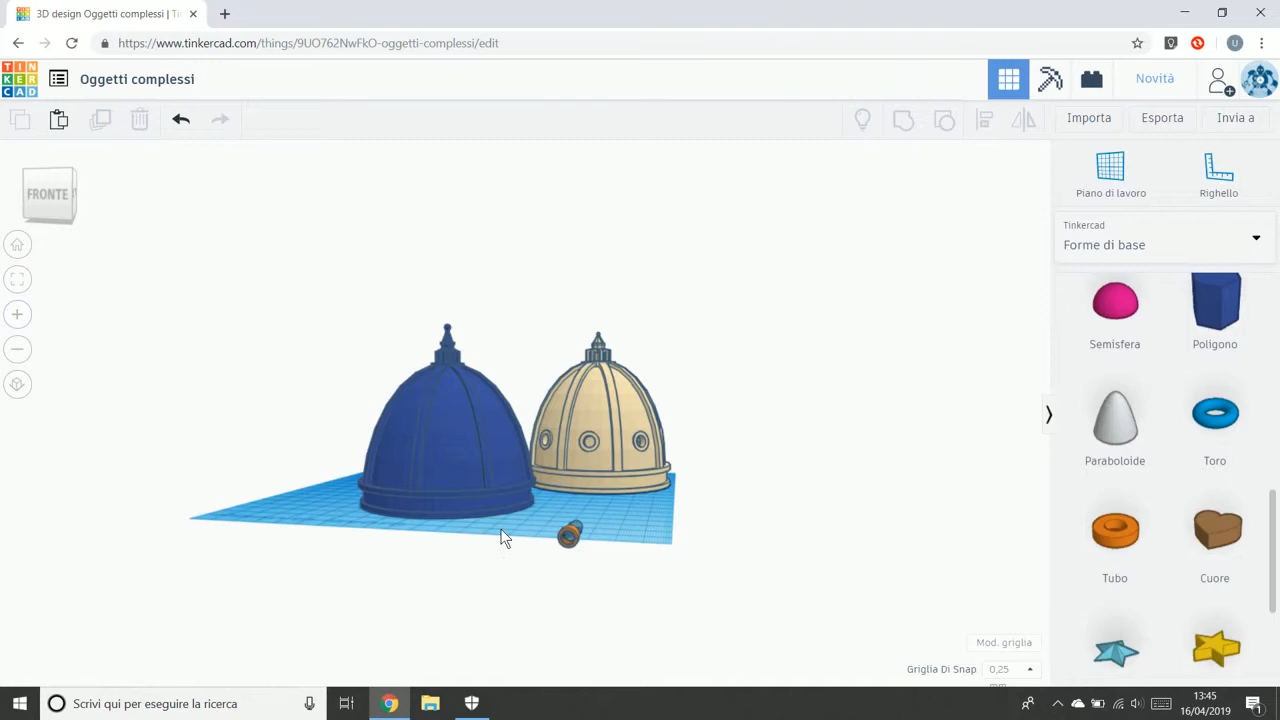 3D design Oggetti complessi | Ti
https://www.tinkercad.com/things/9UO762NwFkO-oggetti-complessi/edit
TIN
KER
CAD
Oggetti complessi
Novità
Importa
Esporta
Invia a
FRONTE
Piano di lavoro
Righello
Tinkercad
Forme di base
Semisfera
Poligono
Paraboloide
Toro
Tubo
Cuore
Mod. griglia
Griglia Di Snap
0,25
mm
Scrivi qui per eseguire la ricerca
13:45
16/04/2019